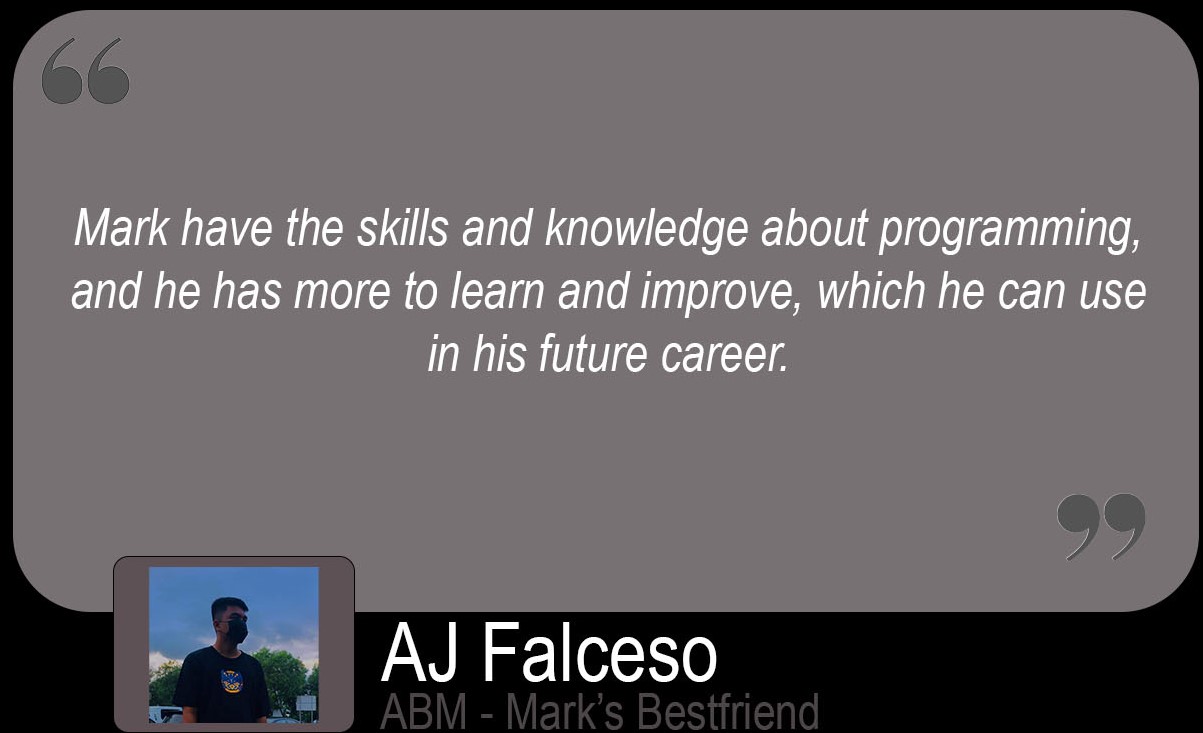 “
Mark have the skills and knowledge about programming,
and he has more to learn and improve, which he can use
in his future career.
”
AJ Falceso
ABM - Mark’s Bestfriend